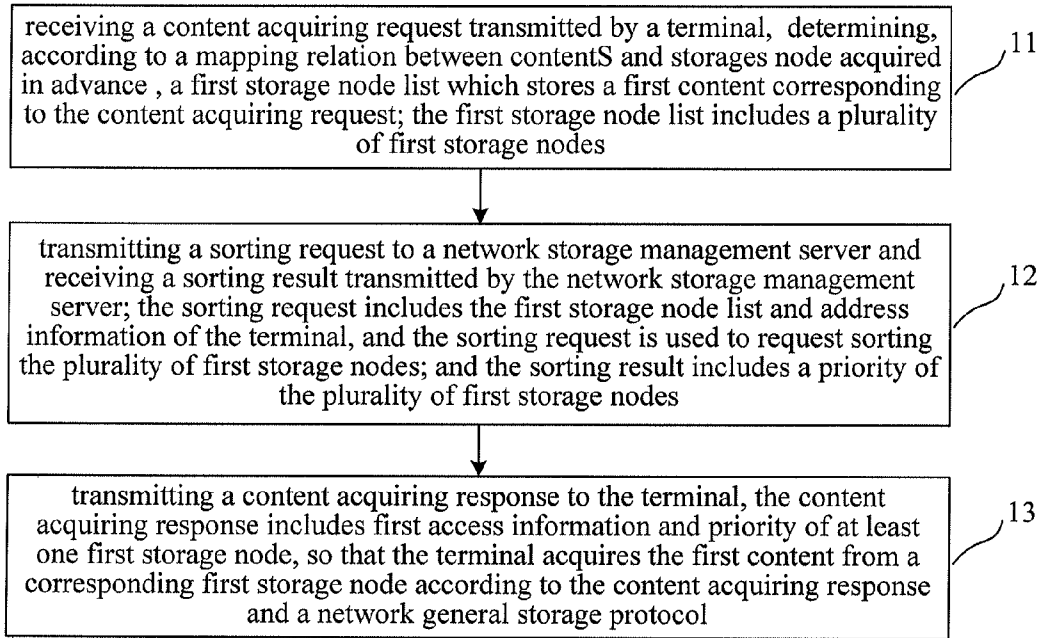 receiving a content acquiring request transmitted by a terminal, determining,
according to a mapping relation between contentS and storages node acquired
in advance , a first storage node list which stores a first content corresponding
to the content acquiring request; the first storage node list includes a plurality
of first storage nodes
11
transmitting a sorting request to a network storage management server and
receiving a sorting result transmitted by the network storage management
server; the sorting request includes the first storage node list and address
information of the terminal, and the sorting request is used to request sorting
the plurality of first storage nodes; and the sorting result includes a priority of
the plurality of first storage nodes
12
transmitting a content acquiring response to the terminal, the content
acquiring response includes first access information and priority of at least
one first storage node, so that the terminal acquires the first content from a
corresponding first storage node according to the content acquiring response
and a network general storage protocol
13